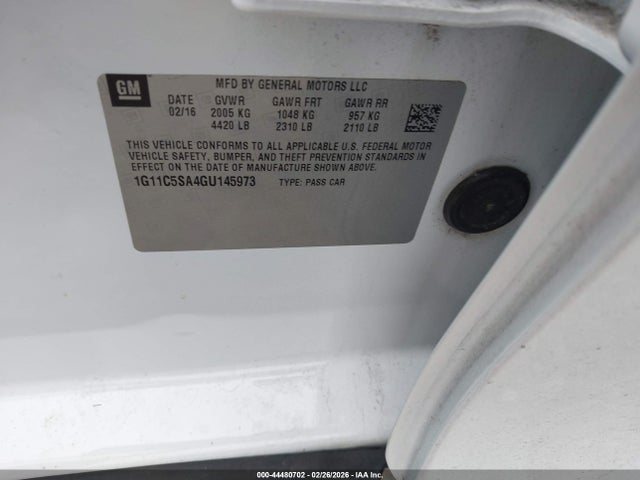 GM
MFD BY GENERAL MOTORS LLC
DATE GVWR GAWR FRT GAWR RR
02/16 2005 KG 1048 KG 957 KG
4420 LB 2310 LB 2110 LB
THIS VEHICLE CONFORMS TO ALL APPLICABLE U.S. FEDERAL MOTOR
VEHICLE SAFETY, BUMPER, AND THEFT PREVENTION STANDARDS IN
EFFECT ON THE DATE OF MANUFACTURE SHOWN ABOVE.
1G11C5SA4GU145973 TYPE: PASS CAR
000-44480702 - 02/26/2026 - IAA Inc.